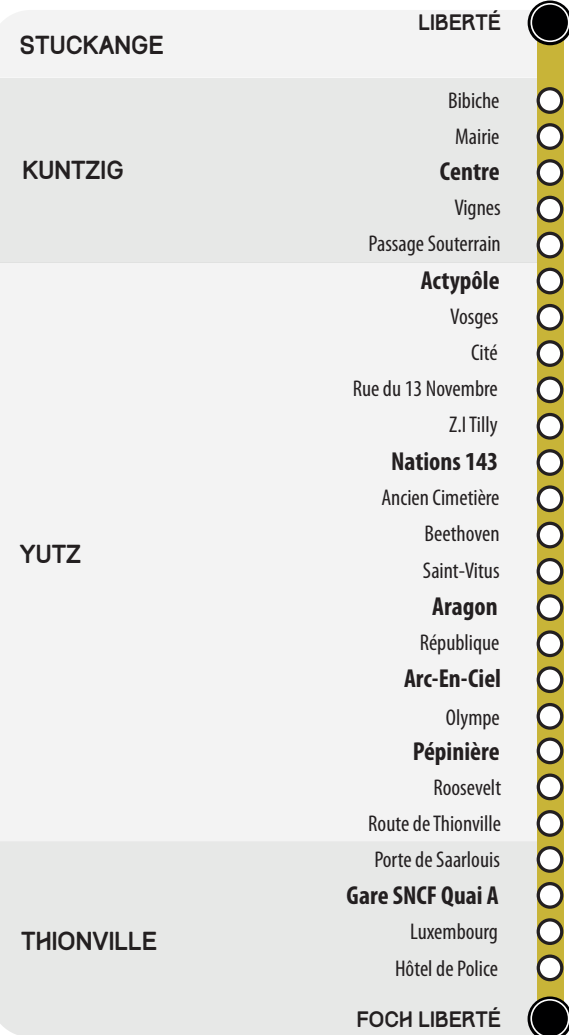 LIBERTÉ
STUCKANGE
Bibiche
Mairie
KUNTZIG
Centre
Vignes
Passage Souterrain
Actypôle
Vosges
Cité
Rue du 13 Novembre
Z.I Tilly
Nations 143
Ancien Cimetière
Beethoven
YUTZ
Saint-Vitus
Aragon
République
Arc-En-Ciel
Olympe
Pépinière
Roosevelt
Route de Thionville
Porte de Saarlouis
Gare SNCF Quai A
Luxembourg
THIONVILLE
Hôtel de Police
FOCH LIBERTÉ